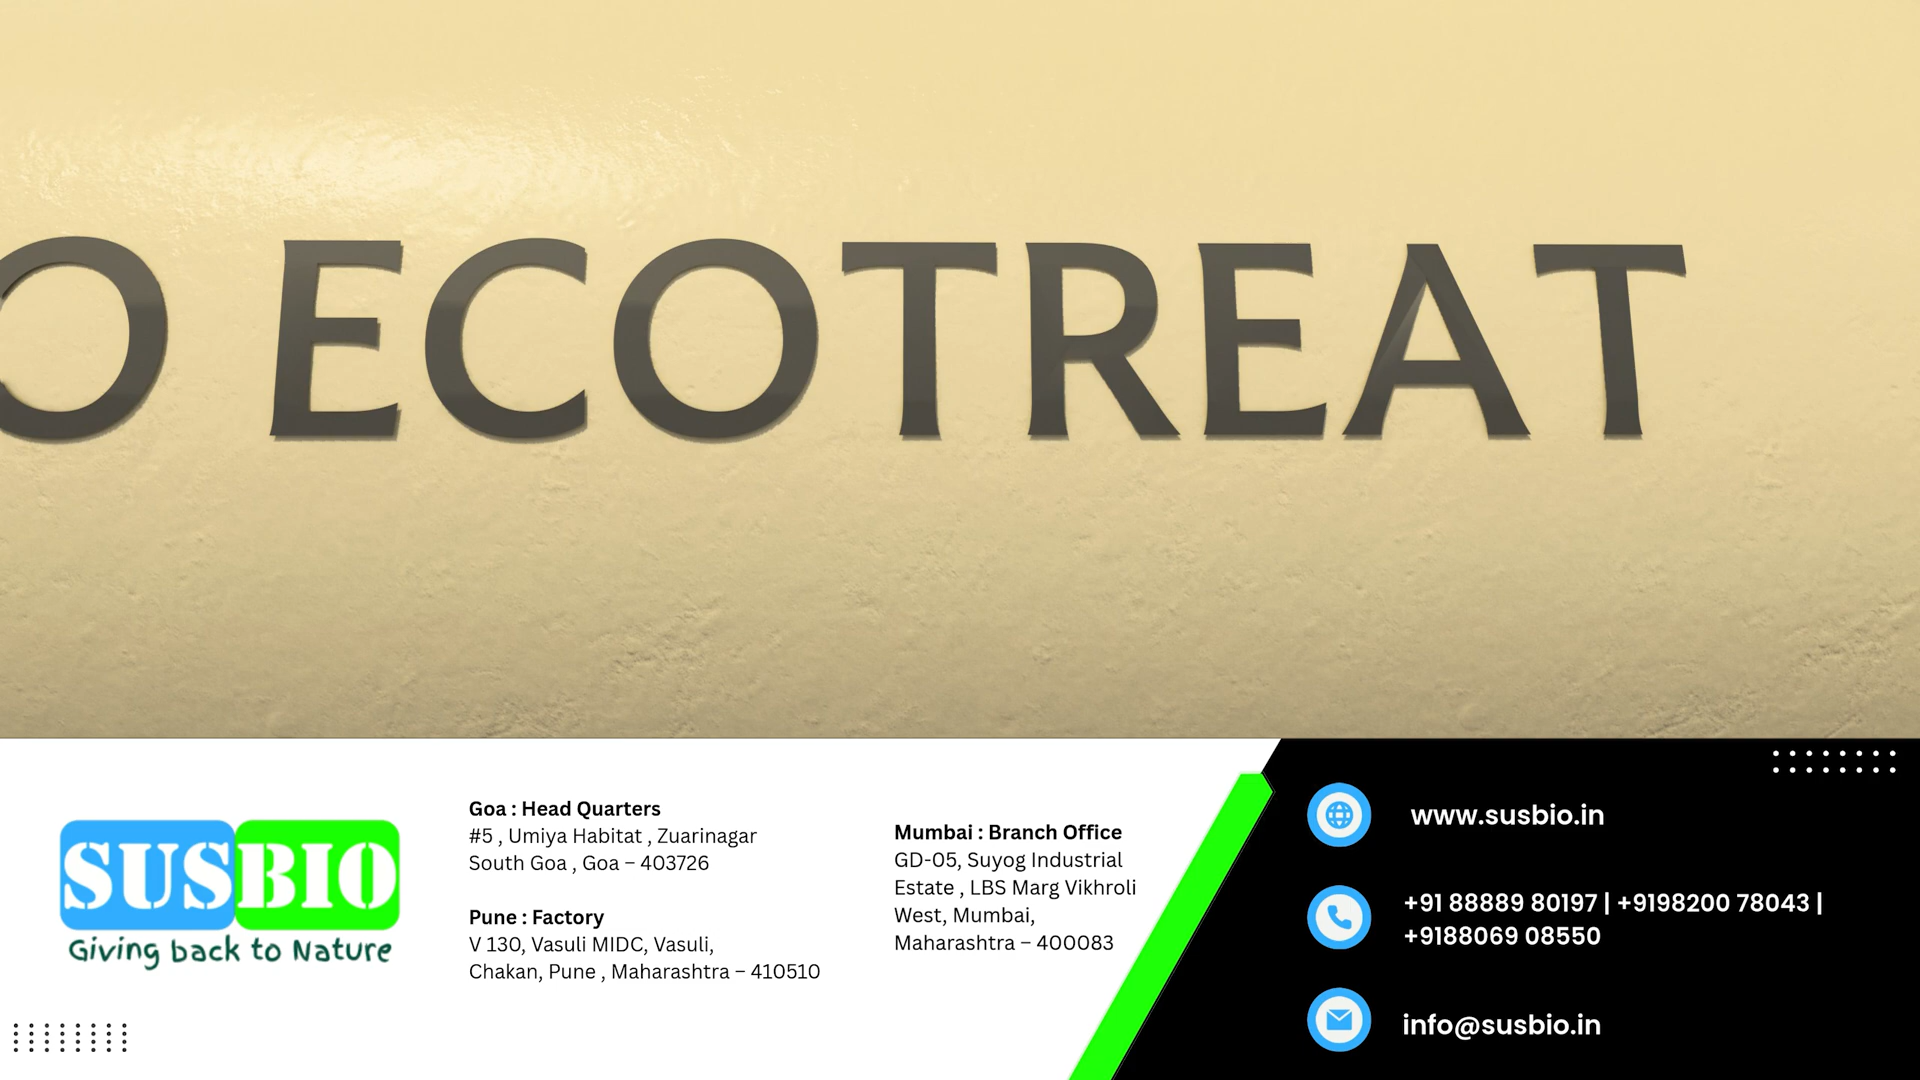 O ECOTREAT
SUSBIO
Giving back to Nature
Goa : Head Quarters
#5 , Umiya Habitat , Zuarinagar
South Goa , Goa – 403726
Pune : Factory
V 130, Vasuli MIDC, Vasuli,
Chakan, Pune , Maharashtra – 410510
Mumbai : Branch Office
GD-05, Suyog Industrial
Estate , LBS Marg Vikhroli
West, Mumbai,
Maharashtra – 400083
www.susbio.in
+91 88889 80197 | +9198200 78043 |
+9188069 08550
info@susbio.in